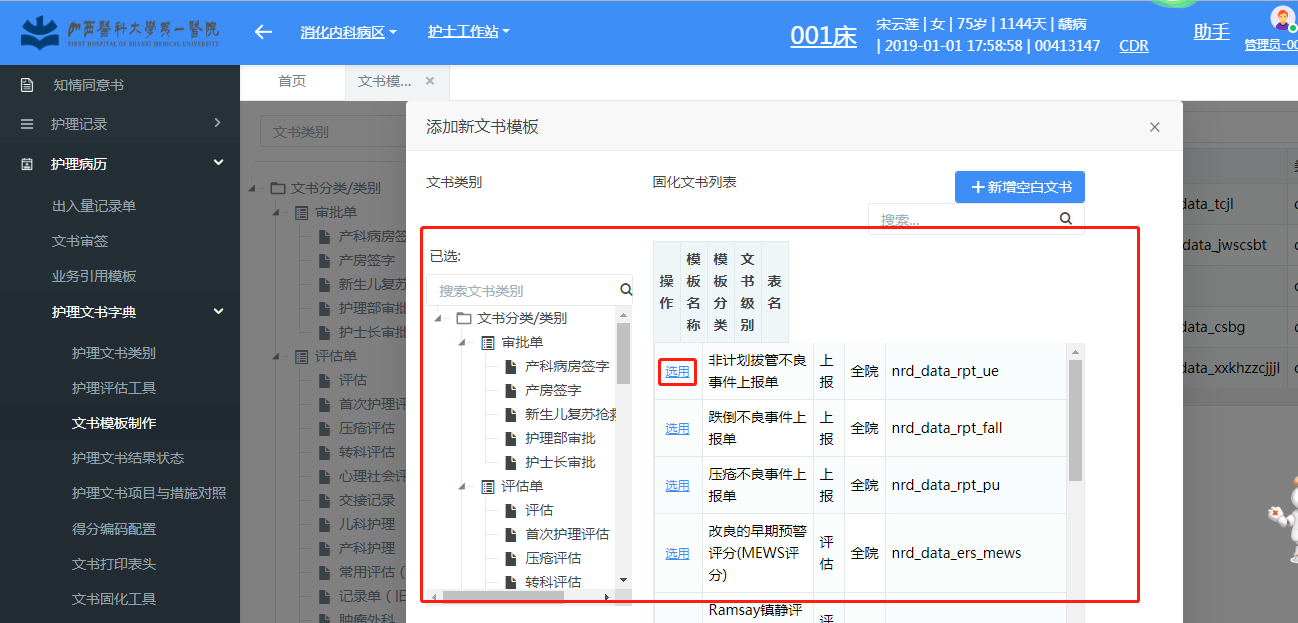 山西醫科大學第一醫院
FIRST HOSPITAL OF SHANXI MEDICAL UNIVERSITY
消化内科病区
护士工作站
001床
宋云莲 | 女 | 75岁 | 1144天 | 龋病
| 2019-01-01 17:58:58 | 00413147
CDR
助手
管理员-00
知情同意书
护理记录
护理病历
出入量记录单
文书审签
业务引用模板
护理文书字典
护理文书类别
护理评估工具
文书模板制作
护理文书结果状态
护理文书项目与措施对照
得分编码配置
文书打印表头
文书固化工具
首页
文书模...
文书类别
文书分类/类别
审批单
产科病房签
产房签字
新生儿复苏
护理部审批
护士长审批
评估单
评估
首次护理评
压疮评估
转科评估
心理社会评
交接记录
儿科护理
产科护理
常用评估（
记录单（旧
肿瘤外科
添加新文书模板
文书类别
固化文书列表
新增空白文书
搜索...
已选:
搜索文书类别
文书分类/类别
审批单
产科病房签字
产房签字
新生儿复苏抢救
护理部审批
护士长审批
评估单
评估
首次护理评估
压疮评估
转科评估
操作 模板名称 模板分类 文书级别 表名
选用 非计划拔管不良事件上报单 上报 全院 nrd_data_rpt_ue
选用 跌倒不良事件上报单 上报 全院 nrd_data_rpt_fall
选用 压疮不良事件上报单 上报 全院 nrd_data_rpt_pu
选用 改良的早期预警评分(MEWS评分) 评估 全院 nrd_data_ers_mews
Ramsay镇静评 评
data_tcjl
data_jwscsbt
data_csbg
data_xxkhzzcjjjl